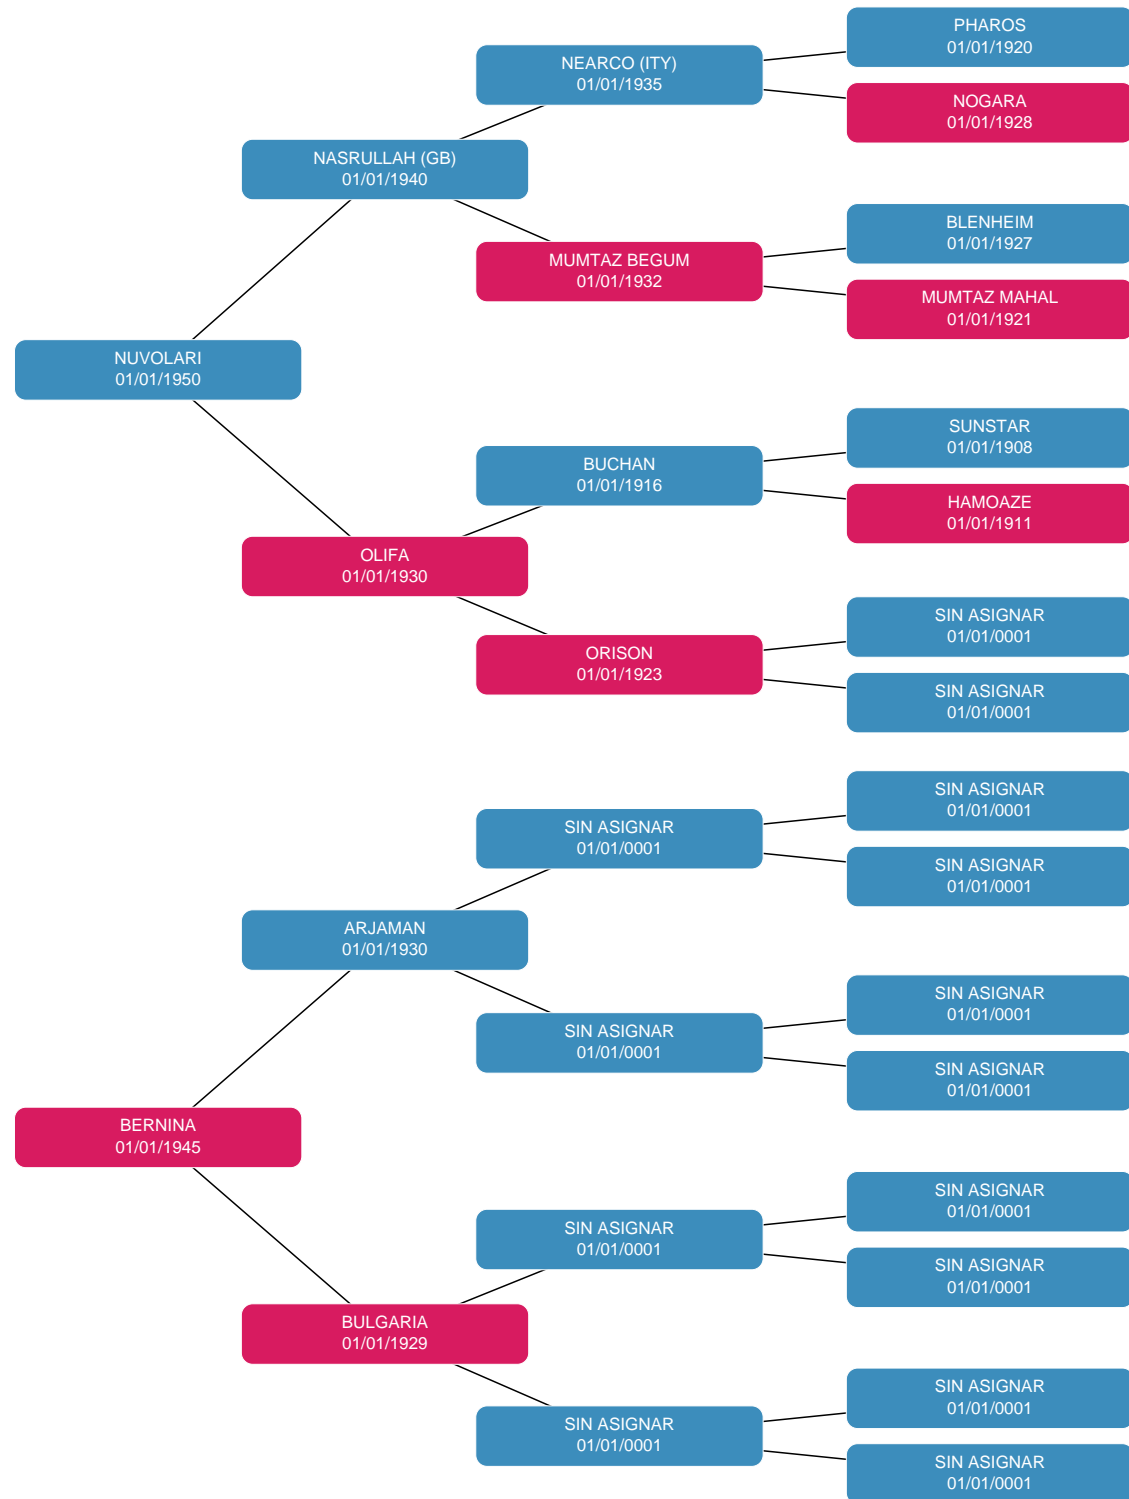 PHAROS
01/01/1920
NEARCO (ITY)
01/01/1935
NOGARA
01/01/1928
NASRULLAH (GB)
01/01/1940
BLENHEIM
01/01/1927
MUMTAZ BEGUM
01/01/1932
MUMTAZ MAHAL
01/01/1921
NUVOLARI
01/01/1950
SUNSTAR
01/01/1908
BUCHAN
01/01/1916
HAMOAZE
01/01/1911
OLIFA
01/01/1930
SIN ASIGNAR
01/01/0001
ORISON
01/01/1923
SIN ASIGNAR
01/01/0001
SIN ASIGNAR
01/01/0001
SIN ASIGNAR
01/01/0001
SIN ASIGNAR
01/01/0001
ARJAMAN
01/01/1930
SIN ASIGNAR
01/01/0001
SIN ASIGNAR
01/01/0001
SIN ASIGNAR
01/01/0001
BERNINA
01/01/1945
SIN ASIGNAR
01/01/0001
SIN ASIGNAR
01/01/0001
SIN ASIGNAR
01/01/0001
BULGARIA
01/01/1929
SIN ASIGNAR
01/01/0001
SIN ASIGNAR
01/01/0001
SIN ASIGNAR
01/01/0001